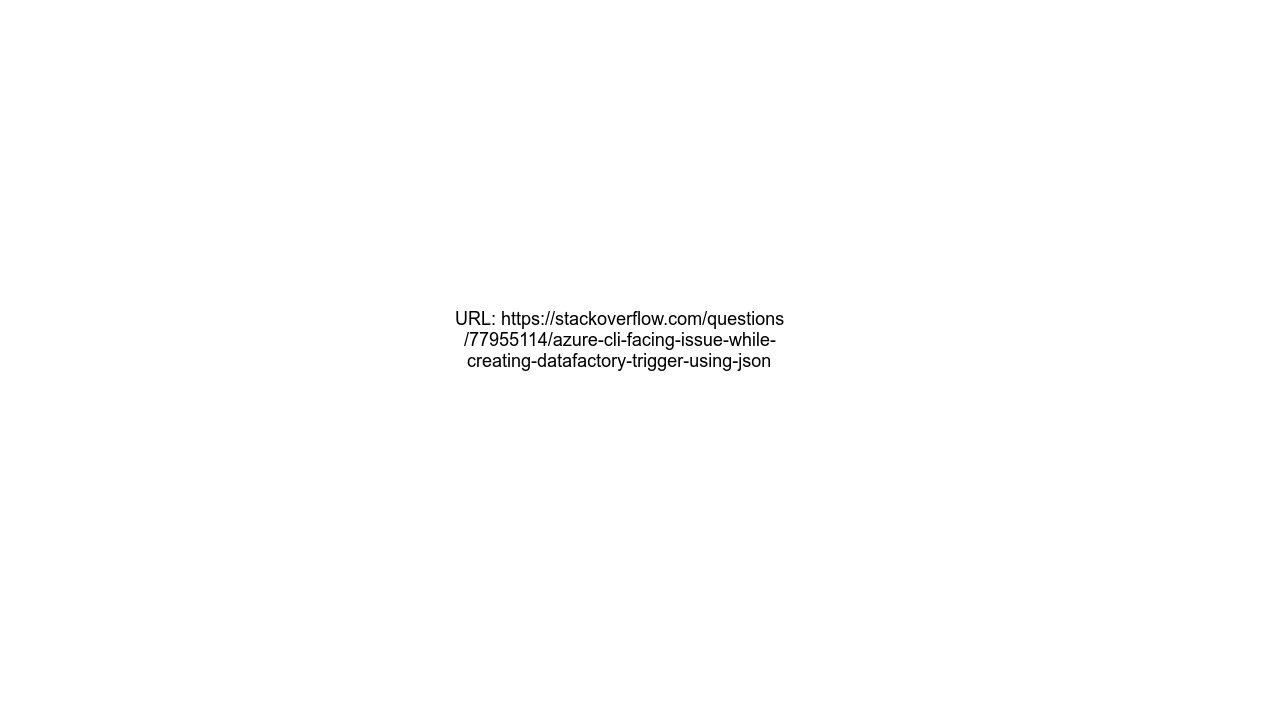 URL: https://stackoverflow.com/questions
/77955114/azure-cli-facing-issue-while-
creating-datafactory-trigger-using-json